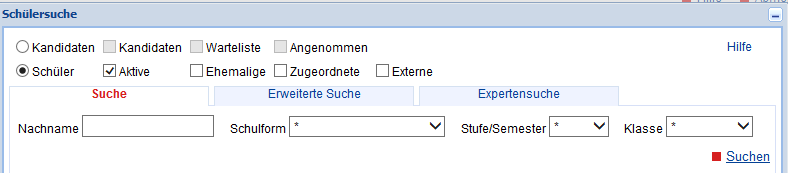 Schülersuche
Kandidaten Kandidaten Warteliste Angenommen Hilfe
Schüler Aktive Ehemalige Zugeordnete Externe
Suche Erweiterte Suche Expertensuche
Nachname Schulform * Stufe/Semester * Klasse *
Suchen